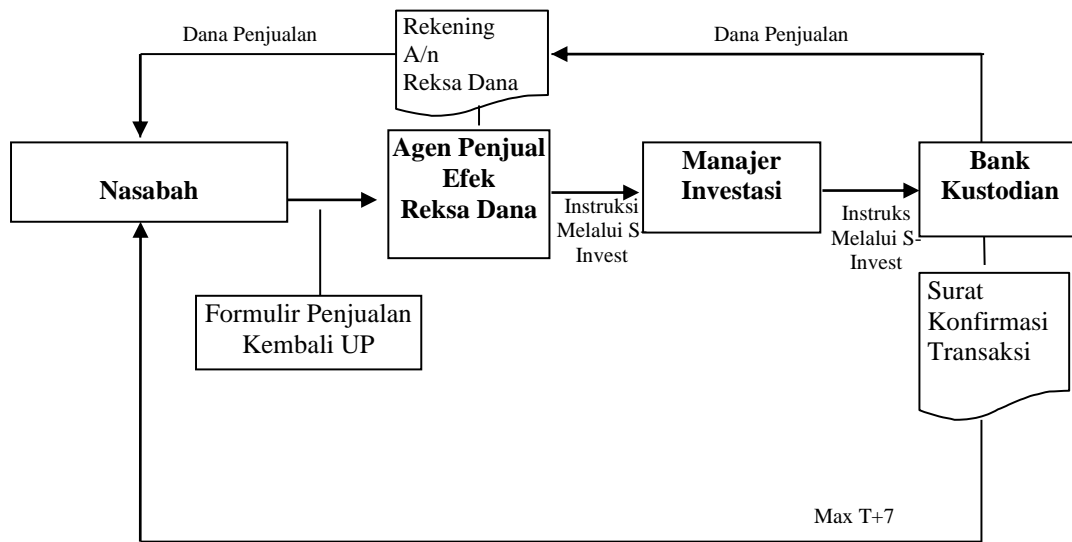 Dana Penjualan
Rekening
A/n
Reksa Dana
Dana Penjualan
Nasabah
Agen Penjual
Efek
Reksa Dana
Instruksi
Melalui S-
Invest
Manajer
Investasi
Instruks
Melalui S-
Invest
Bank
Kustodian
Formulir Penjualan
Kembali UP
Surat
Konfirmasi
Transaksi
Max T+7